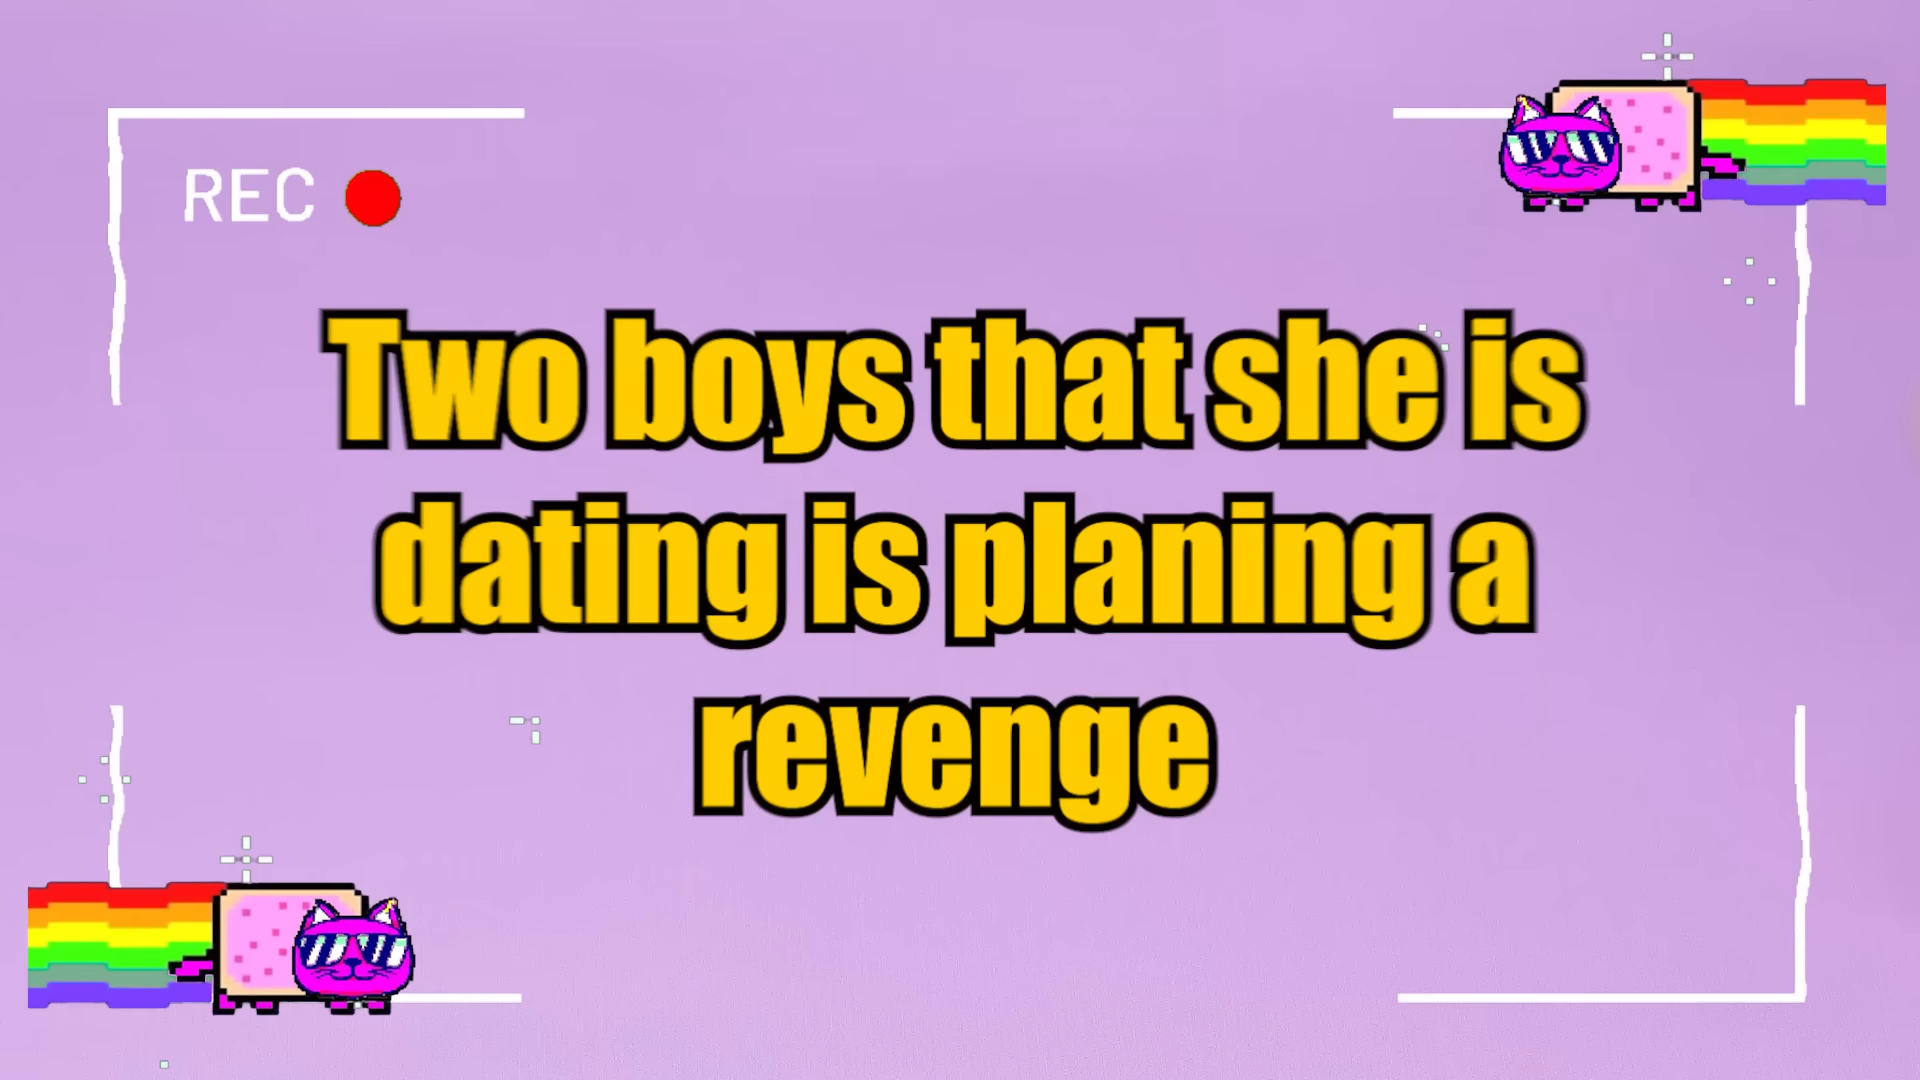 REC
Two boys that she is
dating is planing a
revenge